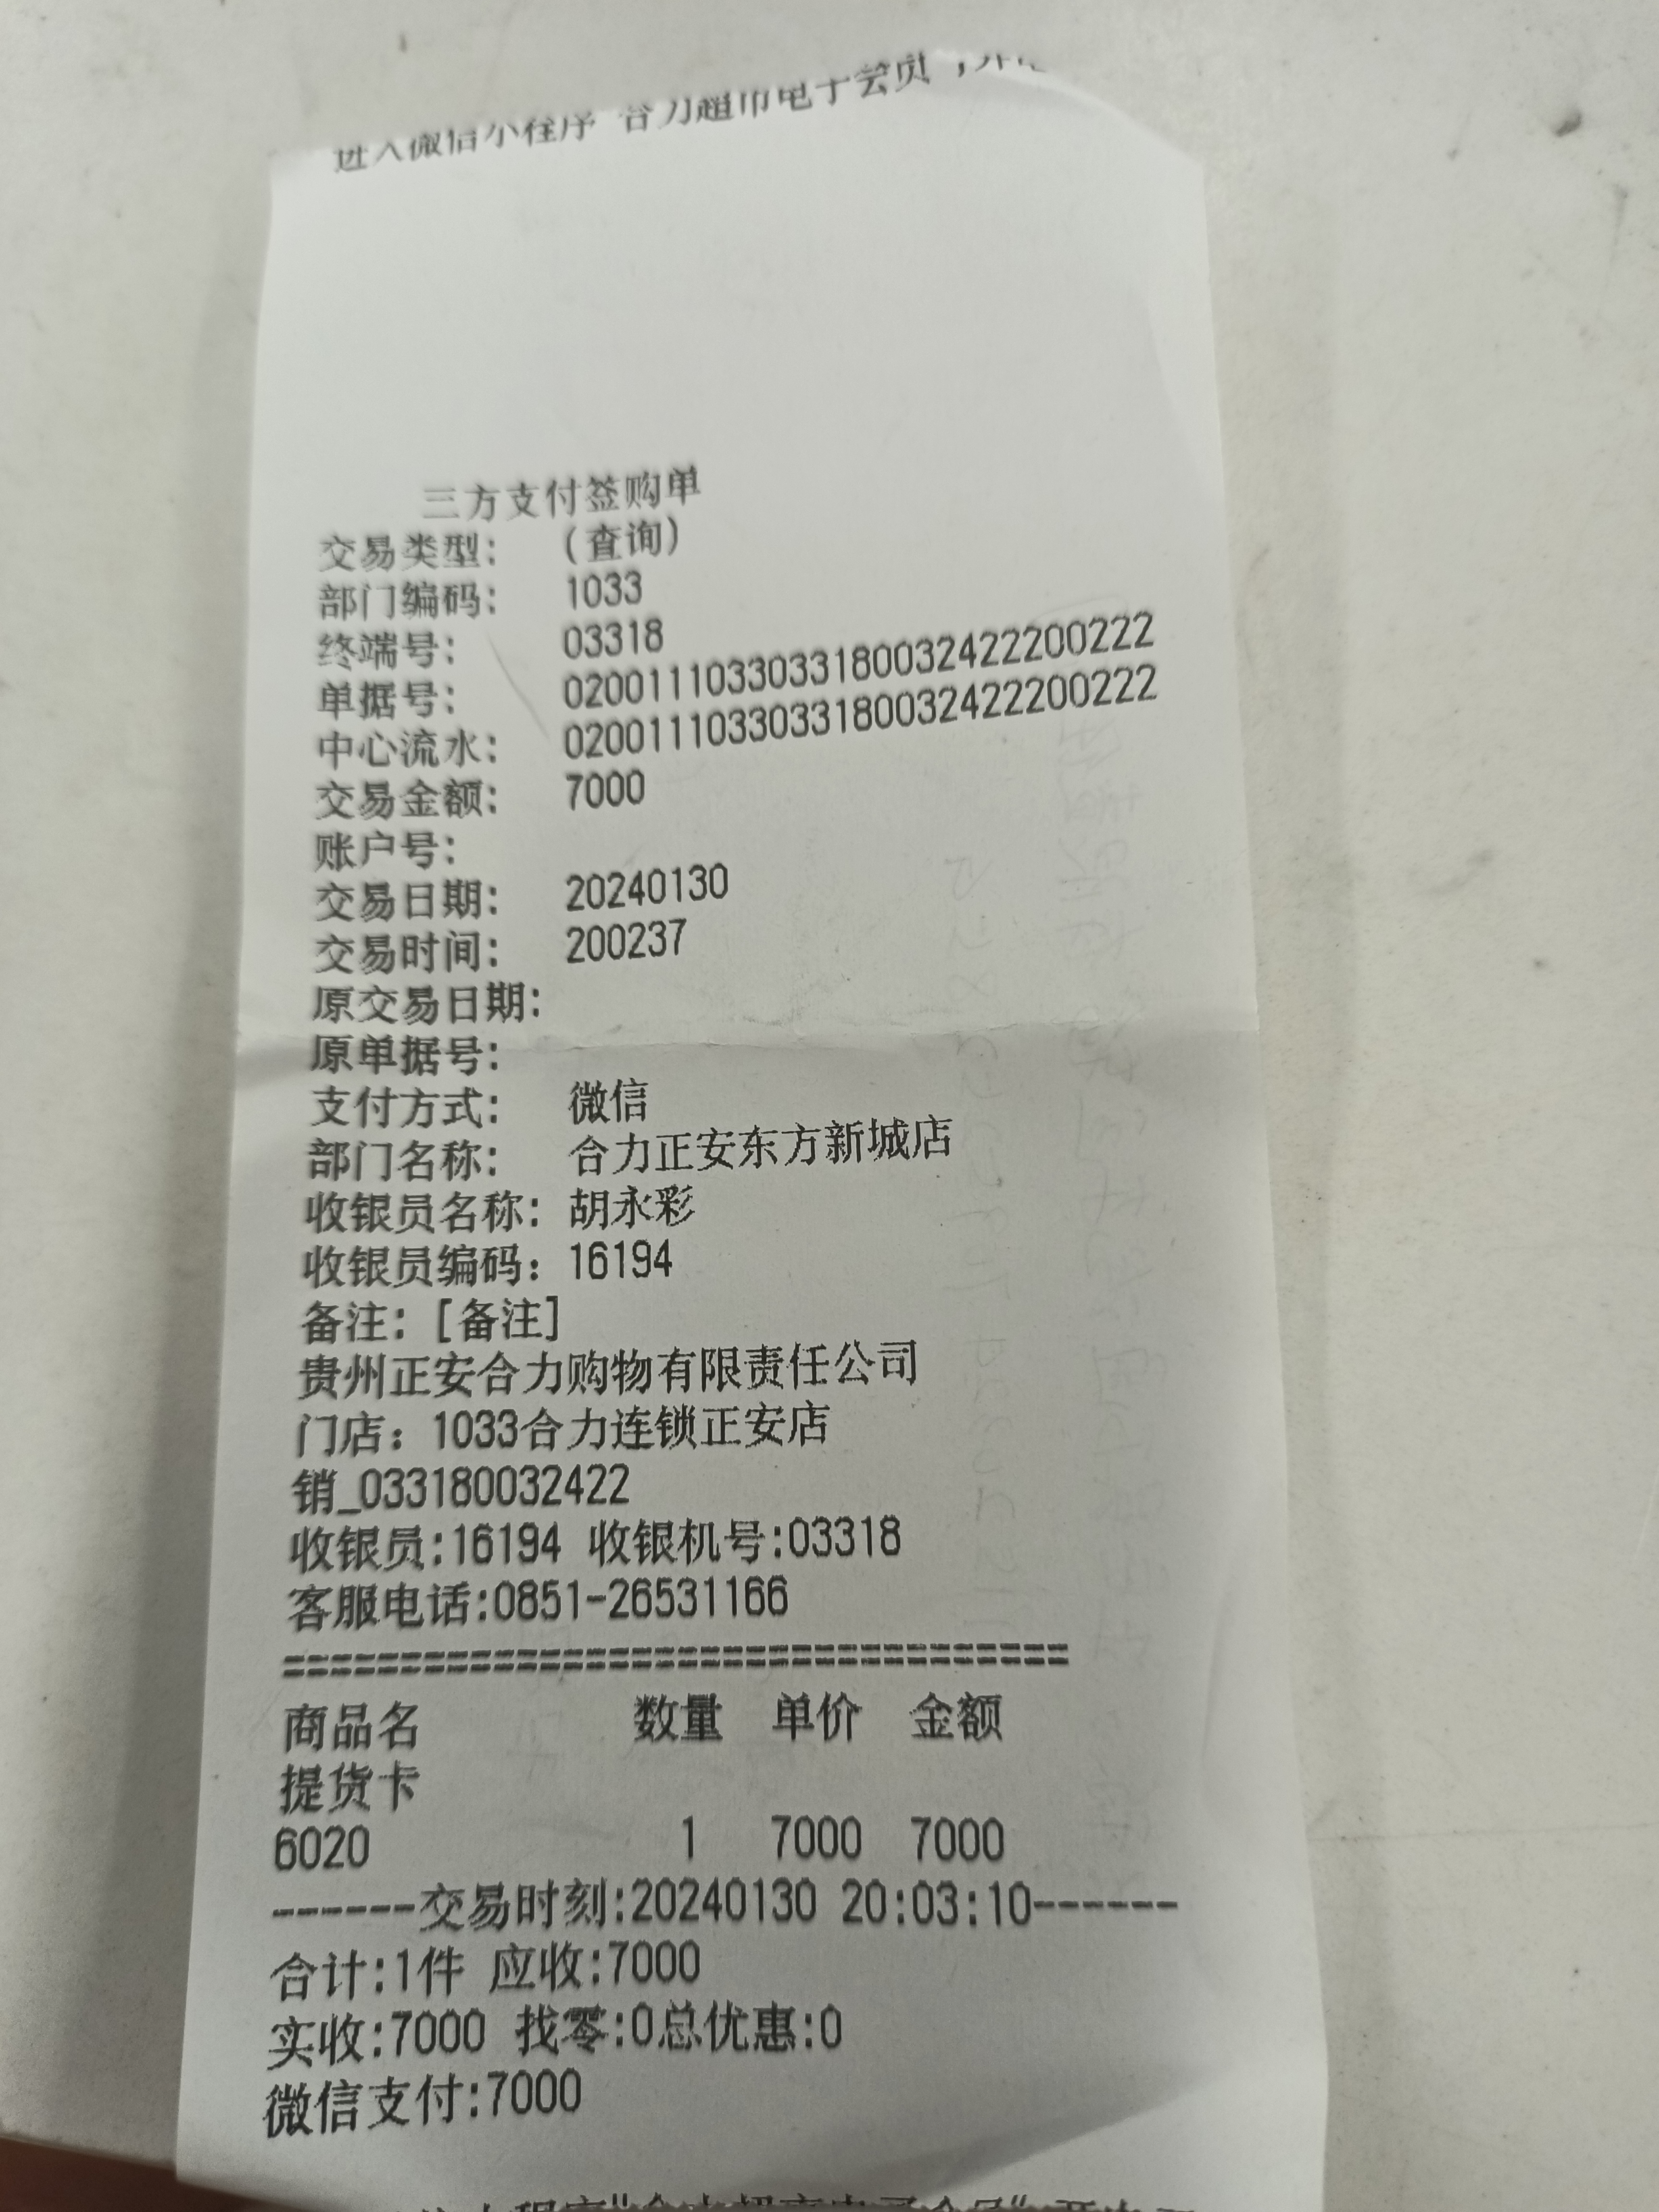 进入微信小程序 合力超市电子会员
三方支付签购单
交易类型: (查询)
部门编码: 1033
终端号: 03318
单据号: 020011103303318003242220022​2
中心流水: 0200111033033180032422200222
交易金额: 7000
账户号:
交易日期: 20240130
交易时间: 200237
原交易日期:
原单据号:
支付方式: 微信
部门名称: 合力正安东方新城店
收银员名称: 胡永彩
收银员编码: 16194
备注: [备注]
贵州正安合力购物有限责任公司
门店: 1033合力连锁正安店
销_033180032422
收银员:16194 收银机号:03318
客服电话:0851-26531166
==================================
商品名 数量 单价 金额
提货卡
6020 1 7000 7000
------交易时刻:20240130 20:03:10------
合计:1件 应收:7000
实收:7000 找零:0总优惠:0
微信支付:7000